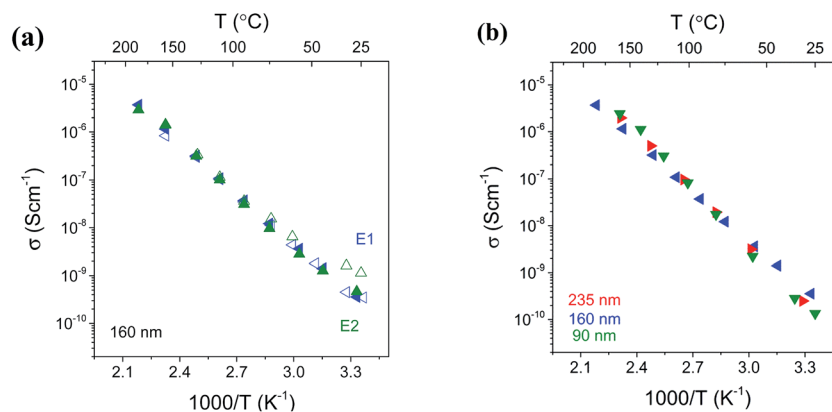 (a)
T (°C)
200 150 100 50 25
10⁻⁵
10⁻⁶
10⁻⁷
10⁻⁸
10⁻⁹
10⁻¹⁰
σ (Scm⁻¹)
E1
E2
160 nm
2.1 2.4 2.7 3.0 3.3
1000/T (K⁻¹)
(b)
T (°C)
200 150 100 50 25
10⁻⁵
10⁻⁶
10⁻⁷
10⁻⁸
10⁻⁹
10⁻¹⁰
σ (Scm⁻¹)
235 nm
160 nm
90 nm
2.1 2.4 2.7 3.0 3.3
1000/T (K⁻¹)